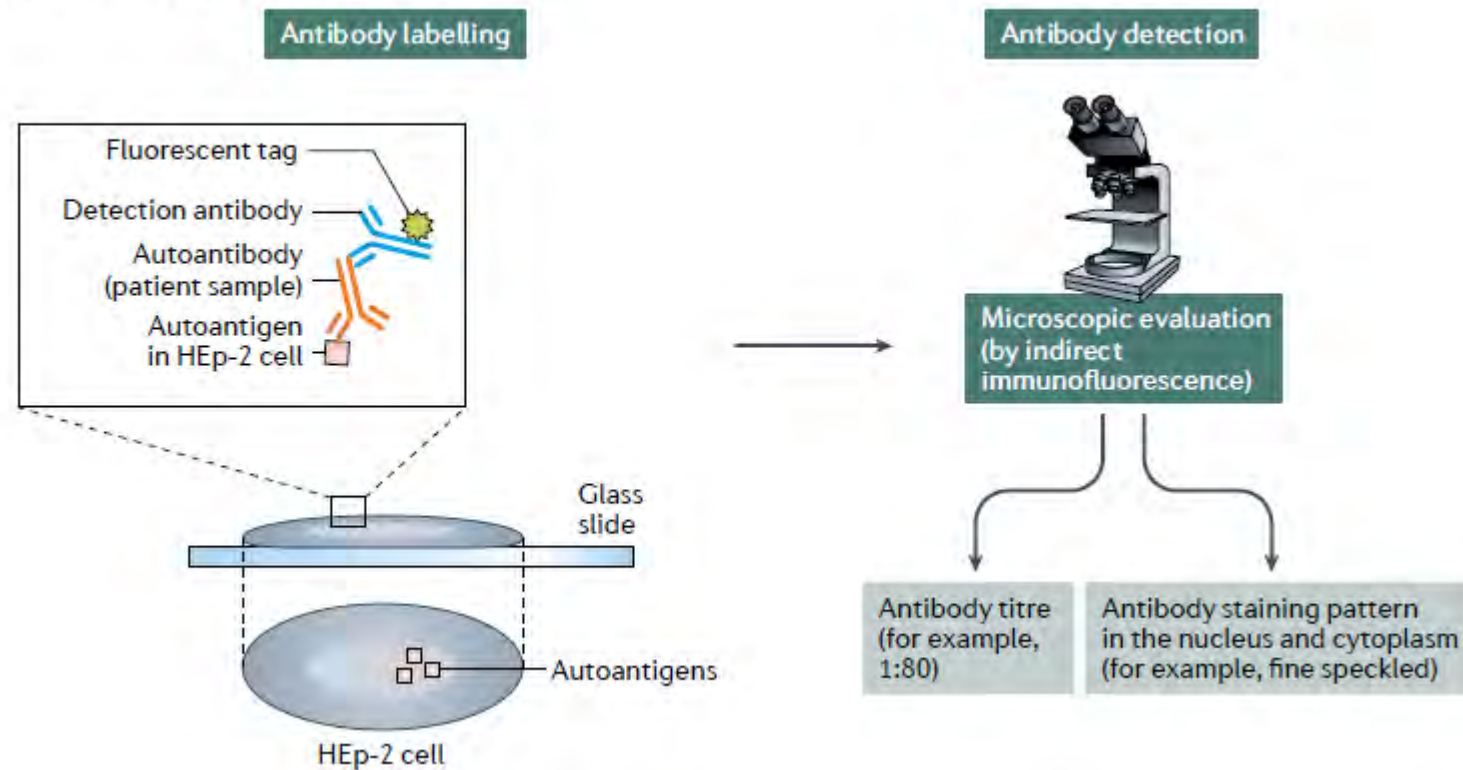 Antibody labelling
Fluorescent tag
Detection antibody
Autoantibody
(patient sample)
Autoantigen
in HEp-2 cell
Glass
slide
Autoantigens
HEp-2 cell
Antibody detection
Microscopic evaluation
(by indirect
immunofluorescence)
Antibody titre
(for example,
1:80)
Antibody staining pattern
in the nucleus and cytoplasm
(for example, fine speckled)